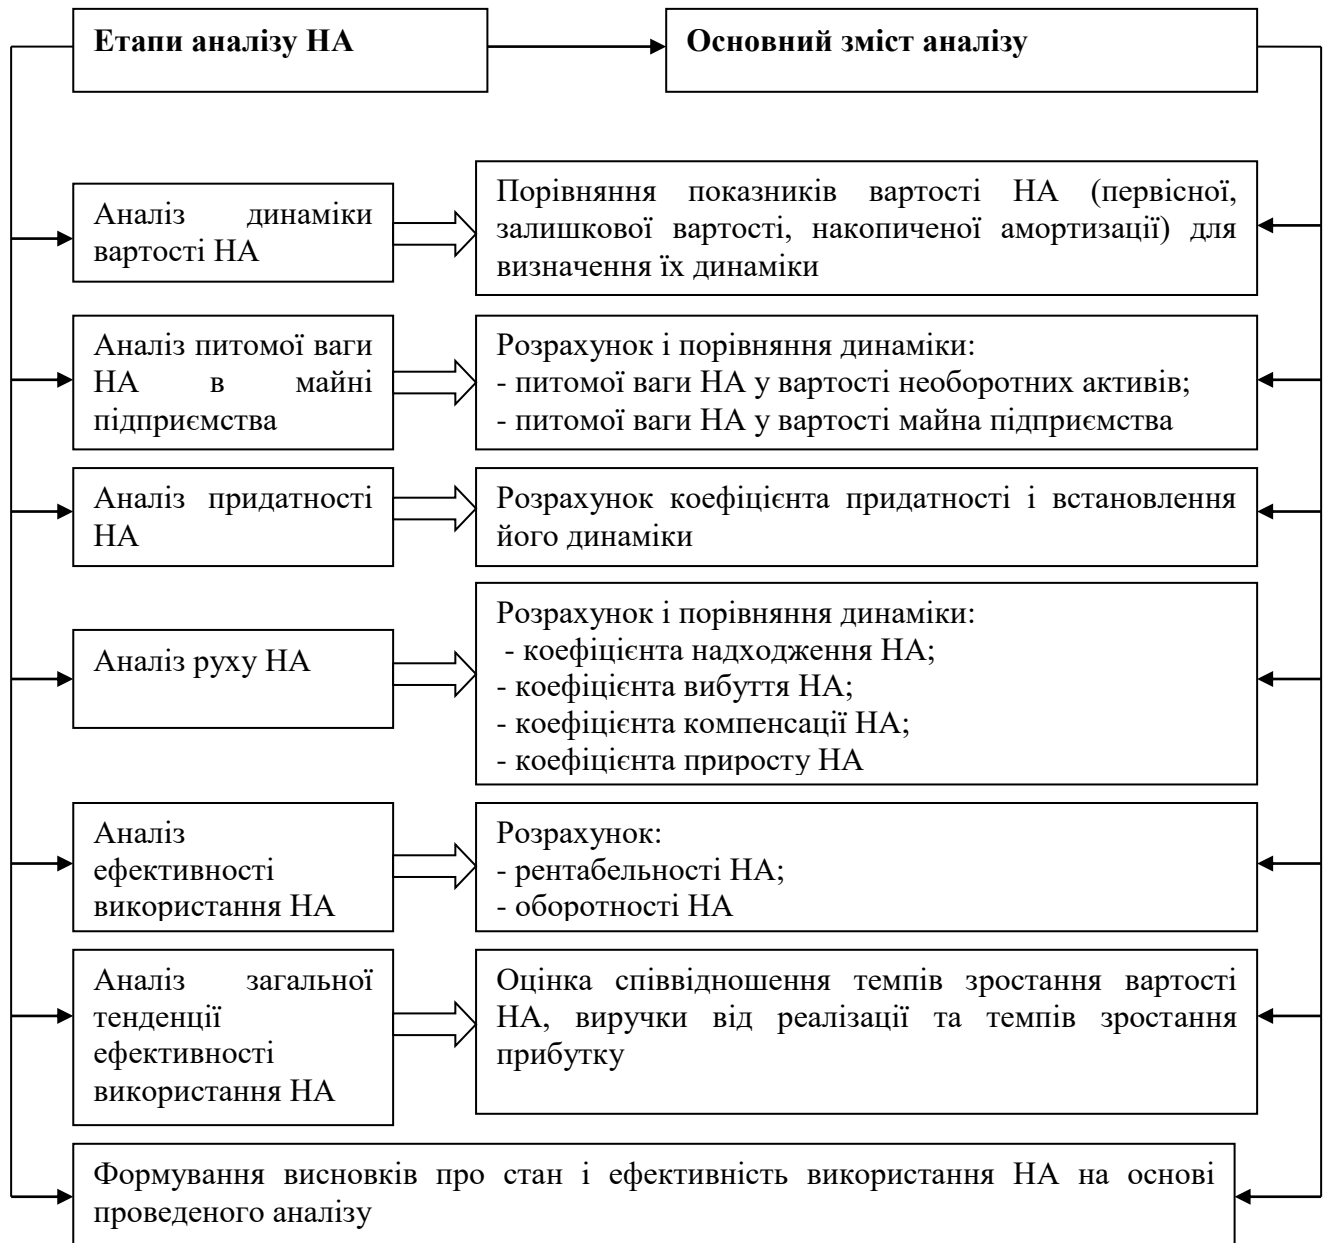 Етапи аналізу НА
Основний зміст аналізу
Аналіз динаміки
вартості НА
Порівняння показників вартості НА (первісної,
залишкової вартості, накопиченої амортизації) для
визначення їх динаміки
Аналіз питомої ваги
НА в майні
підприємства
Розрахунок і порівняння динаміки:
- питомої ваги НА у вартості необоротних активів;
- питомої ваги НА у вартості майна підприємства
Аналіз придатності
НА
Розрахунок коефіцієнта придатності і встановлення
його динаміки
Аналіз руху НА
Розрахунок і порівняння динаміки:
- коефіцієнта надходження НА;
- коефіцієнта вибуття НА;
- коефіцієнта компенсації НА;
- коефіцієнта приросту НА
Аналіз
ефективності
використання НА
Розрахунок:
- рентабельності НА;
- оборотності НА
Аналіз загальної
тенденції
ефективності
використання НА
Оцінка співвідношення темпів зростання вартості
НА, виручки від реалізації та темпів зростання
прибутку
Формування висновків про стан і ефективність використання НА на основі
проведеного аналізу